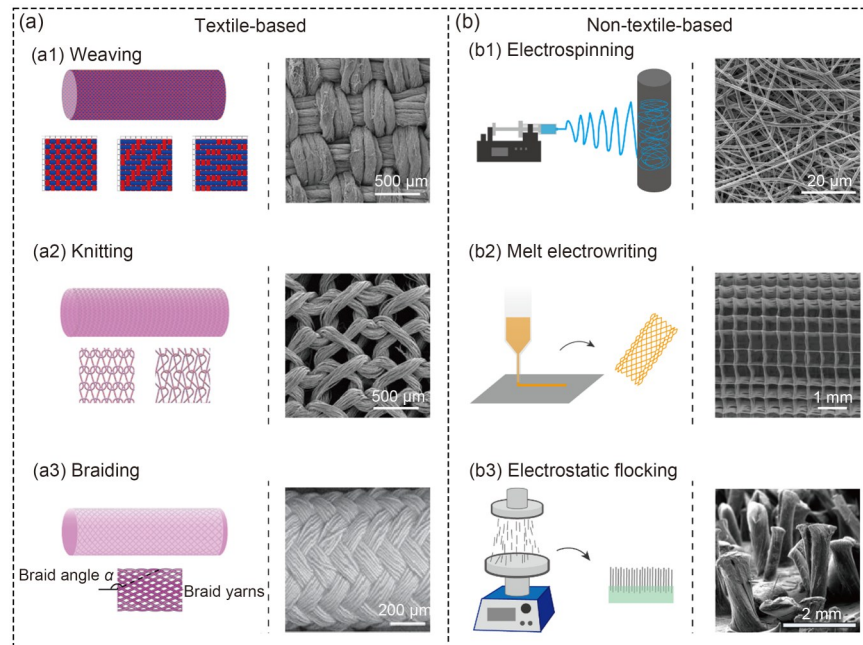 (a)
Textile-based
(a1) Weaving
500 μm
(a2) Knitting
500 μm
(a3) Braiding
Braid angle α
Braid yarns
200 μm
(b)
Non-textile-based
(b1) Electrospinning
20 μm
(b2) Melt electrowriting
1 mm
(b3) Electrostatic flocking
2 mm